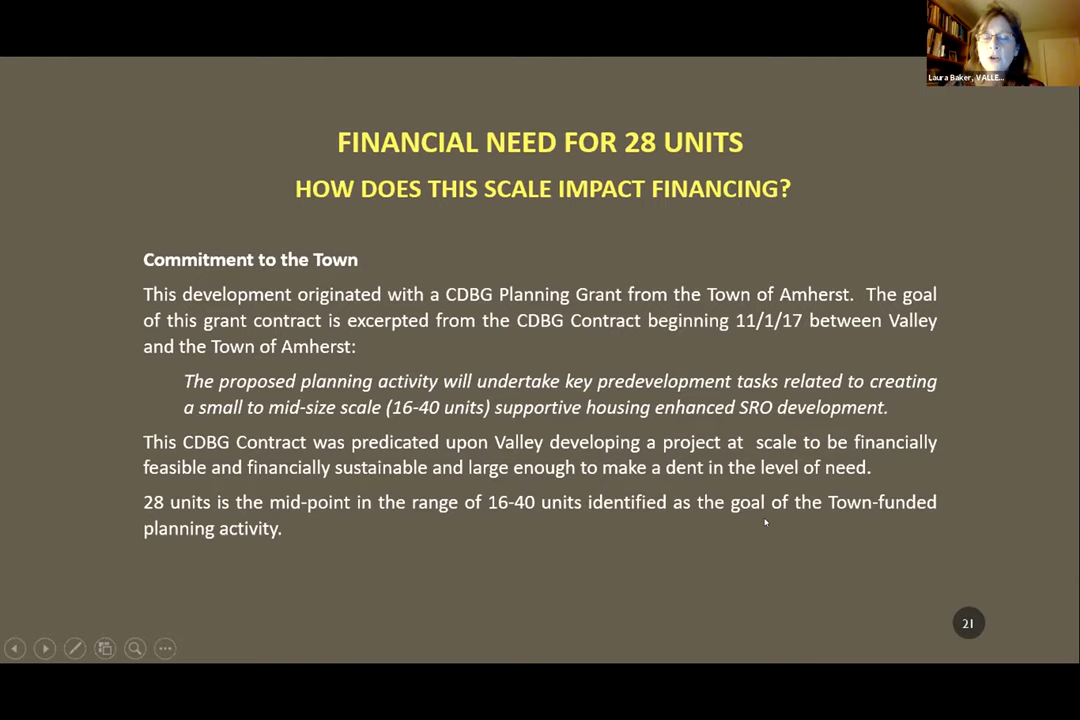 Laura Baker, VALLE...
FINANCIAL NEED FOR 28 UNITS
HOW DOES THIS SCALE IMPACT FINANCING?
Commitment to the Town
This development originated with a CDBG Planning Grant from the Town of Amherst. The goal
of this grant contract is excerpted from the CDBG Contract beginning 11/1/17 between Valley
and the Town of Amherst:
The proposed planning activity will undertake key predevelopment tasks related to creating
a small to mid-size scale (16-40 units) supportive housing enhanced SRO development.
This CDBG Contract was predicated upon Valley developing a project at scale to be financially
feasible and financially sustainable and large enough to make a dent in the level of need.
28 units is the mid-point in the range of 16-40 units identified as the goal of the Town-funded
planning activity.
21